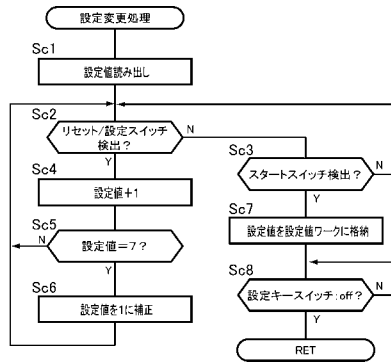 設定変更処理
Sc1
設定値読み出し
Sc2
リセット/設定スイッチ
検出?
N
Y
Sc3
スタートスイッチ検出?
N
Y
Sc4
設定値+1
Sc5
設定値=7?
N
Y
Sc6
設定値を1に補正
Sc7
設定値を設定値ワークに格納
Sc8
設定キースイッチ:off?
N
Y
RET